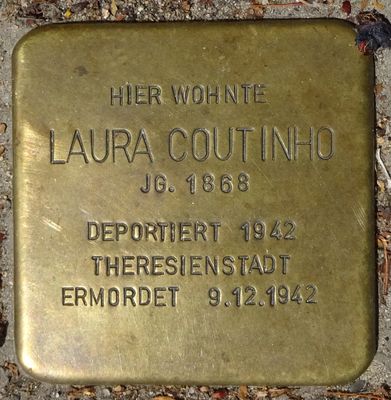 HIER WOHNTE
LAURA COUTINHO
JG. 1868
DEPORTIERT 1942
THERESIENSTADT
ERMORDET 9.12.1942